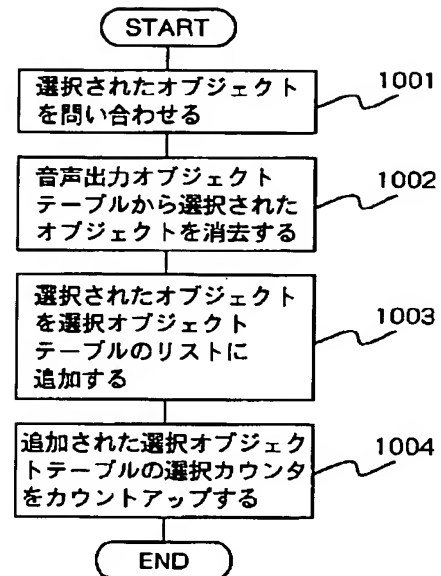 START
選択されたオブジェクト
を問い合わせる
1001
音声出力オブジェクト
テーブルから選択された
オブジェクトを消去する
1002
選択されたオブジェクト
を選択オブジェクト
テーブルのリストに
追加する
1003
追加された選択オブジェク
トテーブルの選択カウンタ
をカウントアップする
1004
END